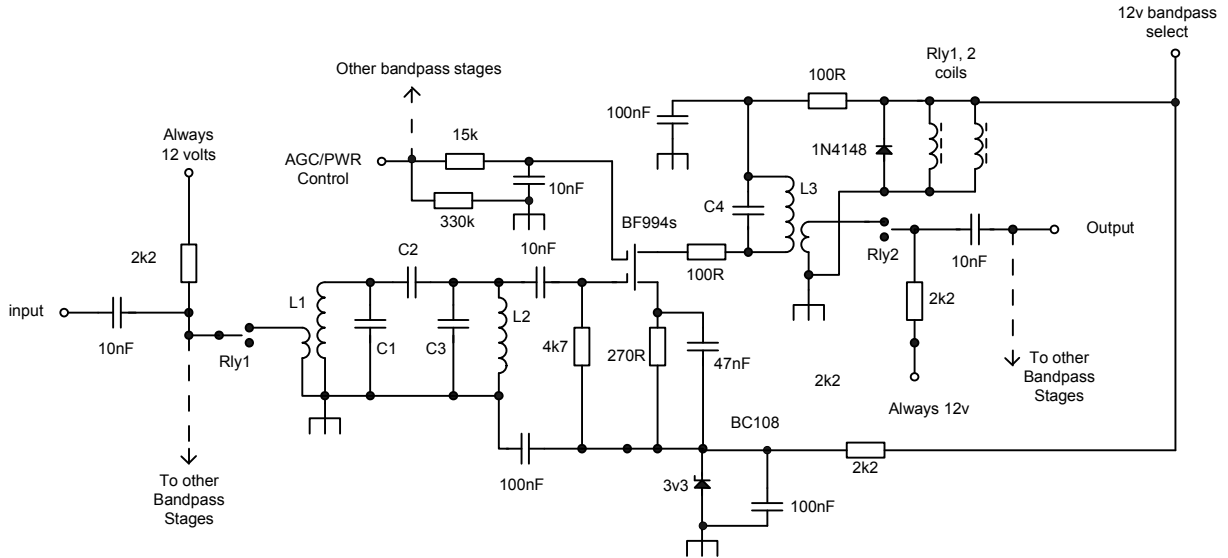 12v bandpass
select
Rly1, 2
coils
Other bandpass stages
100R
100nF
Always
12 volts
15k
1N4148
AGC/PWR
Control
10nF
L3
C4
330k
BF994s
10nF
Rly2
Output
10nF
2k2
C2
100R
L1
2k2
input
L2
C1
C3
4k7
270R
47nF
10nF
Rly1
2k2
To other
Bandpass
Stages
Always 12v
BC108
2k2
To other
Bandpass
Stages
100nF
3v3
100nF